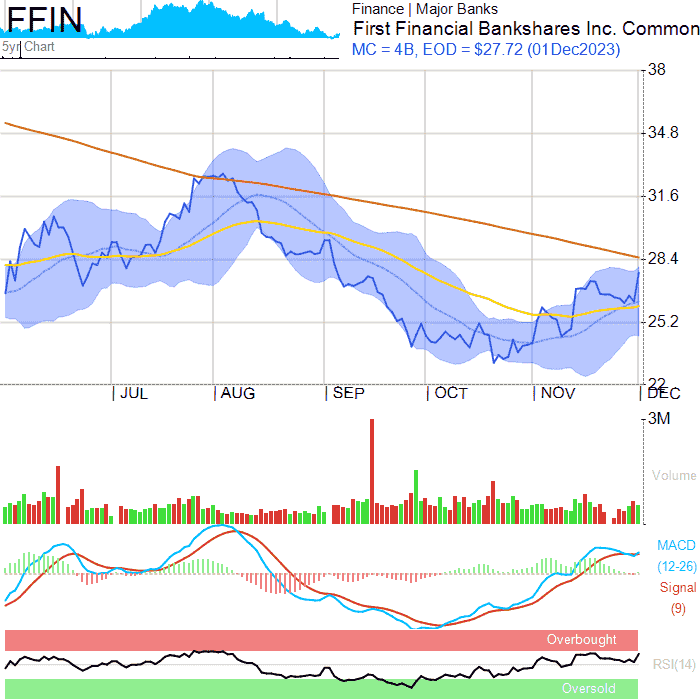 FFIN
5yr Chart
Finance | Major Banks
First Financial Bankshares Inc. Common
MC = 4B, EOD = $27.72 (01Dec2023)
38
34.8
31.6
28.4
25.2
22
JUL
AUG
SEP
OCT
NOV
DEC
3M
Volume
MACD
(12-26)
Signal
(9)
Overbought
RSI(14)
Oversold